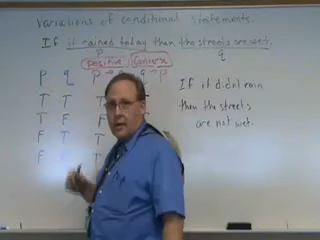 Variations of conditional statements.
If it rained today then the streets are wet.
p q
positive Converse
P q P → q → P
T T T
T F F
F T T
F T
If it didn't rain
then the streets
are not wet.